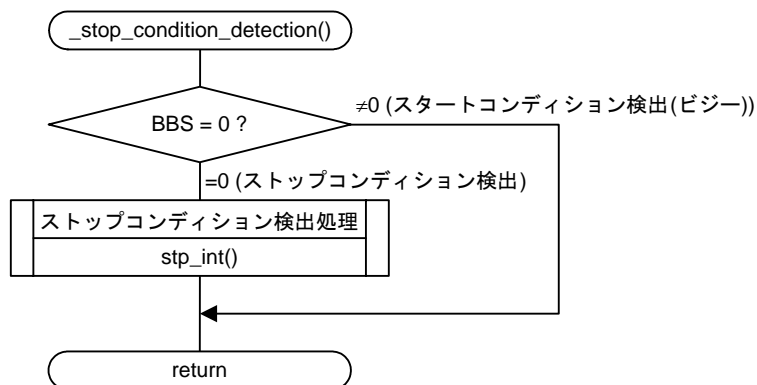 _stop_condition_detection()
BBS = 0 ?
≠0 (スタートコンディション検出(ビジー))
=0 (ストップコンディション検出)
ストップコンディション検出処理
stp_int()
return